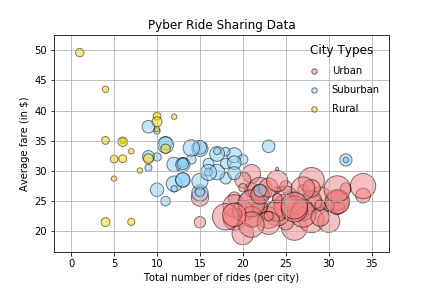 Pyber Ride Sharing Data
Average fare (in $)
50
45
40
35
30
25
20
City Types
Urban
Suburban
Rural
0 5 10 15 20 25 30 35
Total number of rides (per city)